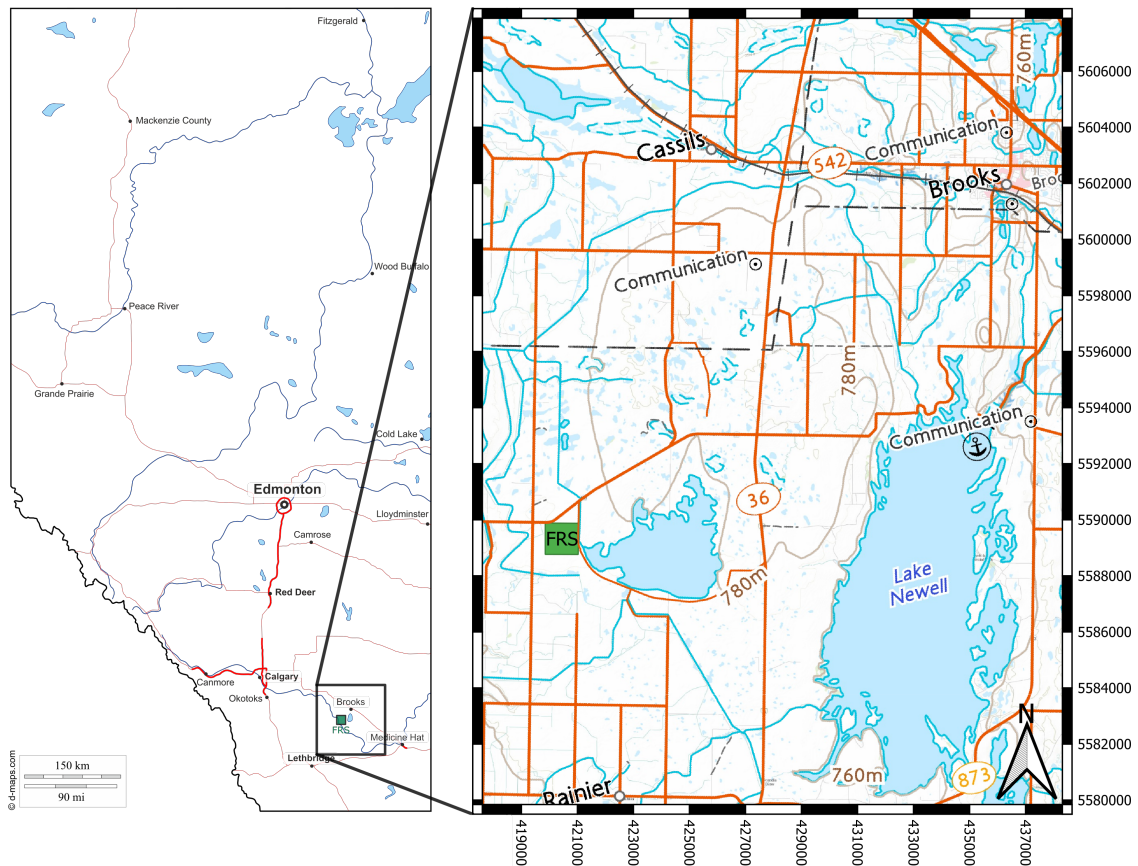 Fitzgerald
Mackenzie County
Wood Buffalo
Peace River
Grande Prairie
Cold Lake
Edmonton
Lloydminster
Camrose
Red Deer
Canmore
Calgary
Okotoks
Brooks
FRS
Medicine Hat
Lethbridge
150 km
90 mi
© d-maps.com
760m
Communication
Cassils
542
Brooks
Broo
Communication
780m
Communication
36
FRS
Lake
Newell
780m
N
760m
873
Rainier
5606000
5604000
5602000
5600000
5598000
5596000
5594000
5592000
5590000
5588000
5586000
5584000
5582000
5580000
419000
421000
423000
425000
427000
429000
431000
433000
435000
437000